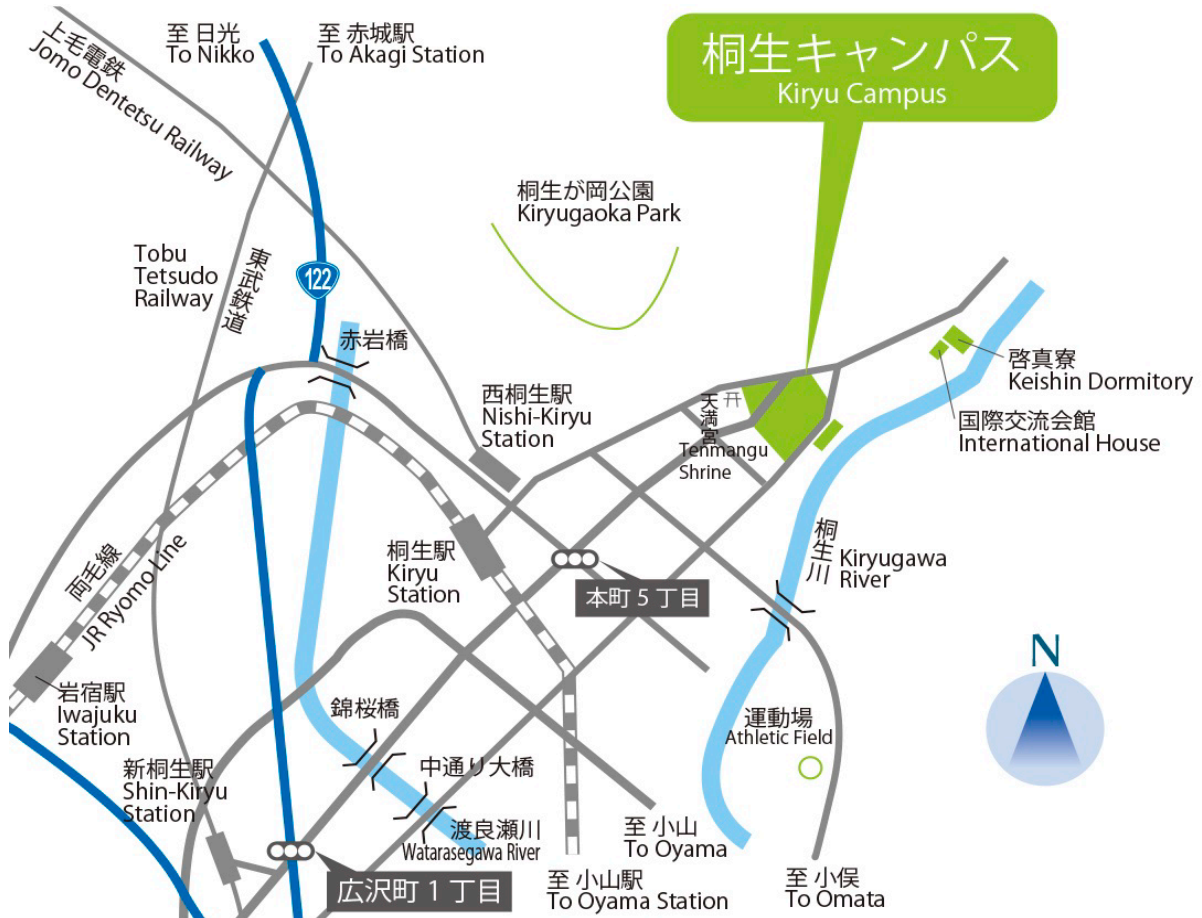 上毛電鉄
Jomo Dentetsu Railway
至 日光
To Nikko
至 赤城駅
To Akagi Station
桐生キャンパス
Kiryu Campus
桐生が岡公園
Kiryugaoka Park
Tobu
Tetsudo
Railway
東武鉄道
122
赤岩橋
西桐生駅
Nishi-Kiryu
Station
天満宮
Tenmangu
Shrine
啓真寮
Keishin Dormitory
国際交流会館
International House
両毛線
JR Ryomo Line
桐生駅
Kiryu
Station
本町 5 丁目
桐生川
Kiryugawa
River
N
岩宿駅
Iwajuku
Station
錦桜橋
中通り大橋
運動場
Athletic Field
新桐生駅
Shin-Kiryu
Station
渡良瀬川
Watarasegawa River
至 小山
To Oyama
広沢町 1 丁目
至 小山駅
To Oyama Station
至 小俣
To Omata